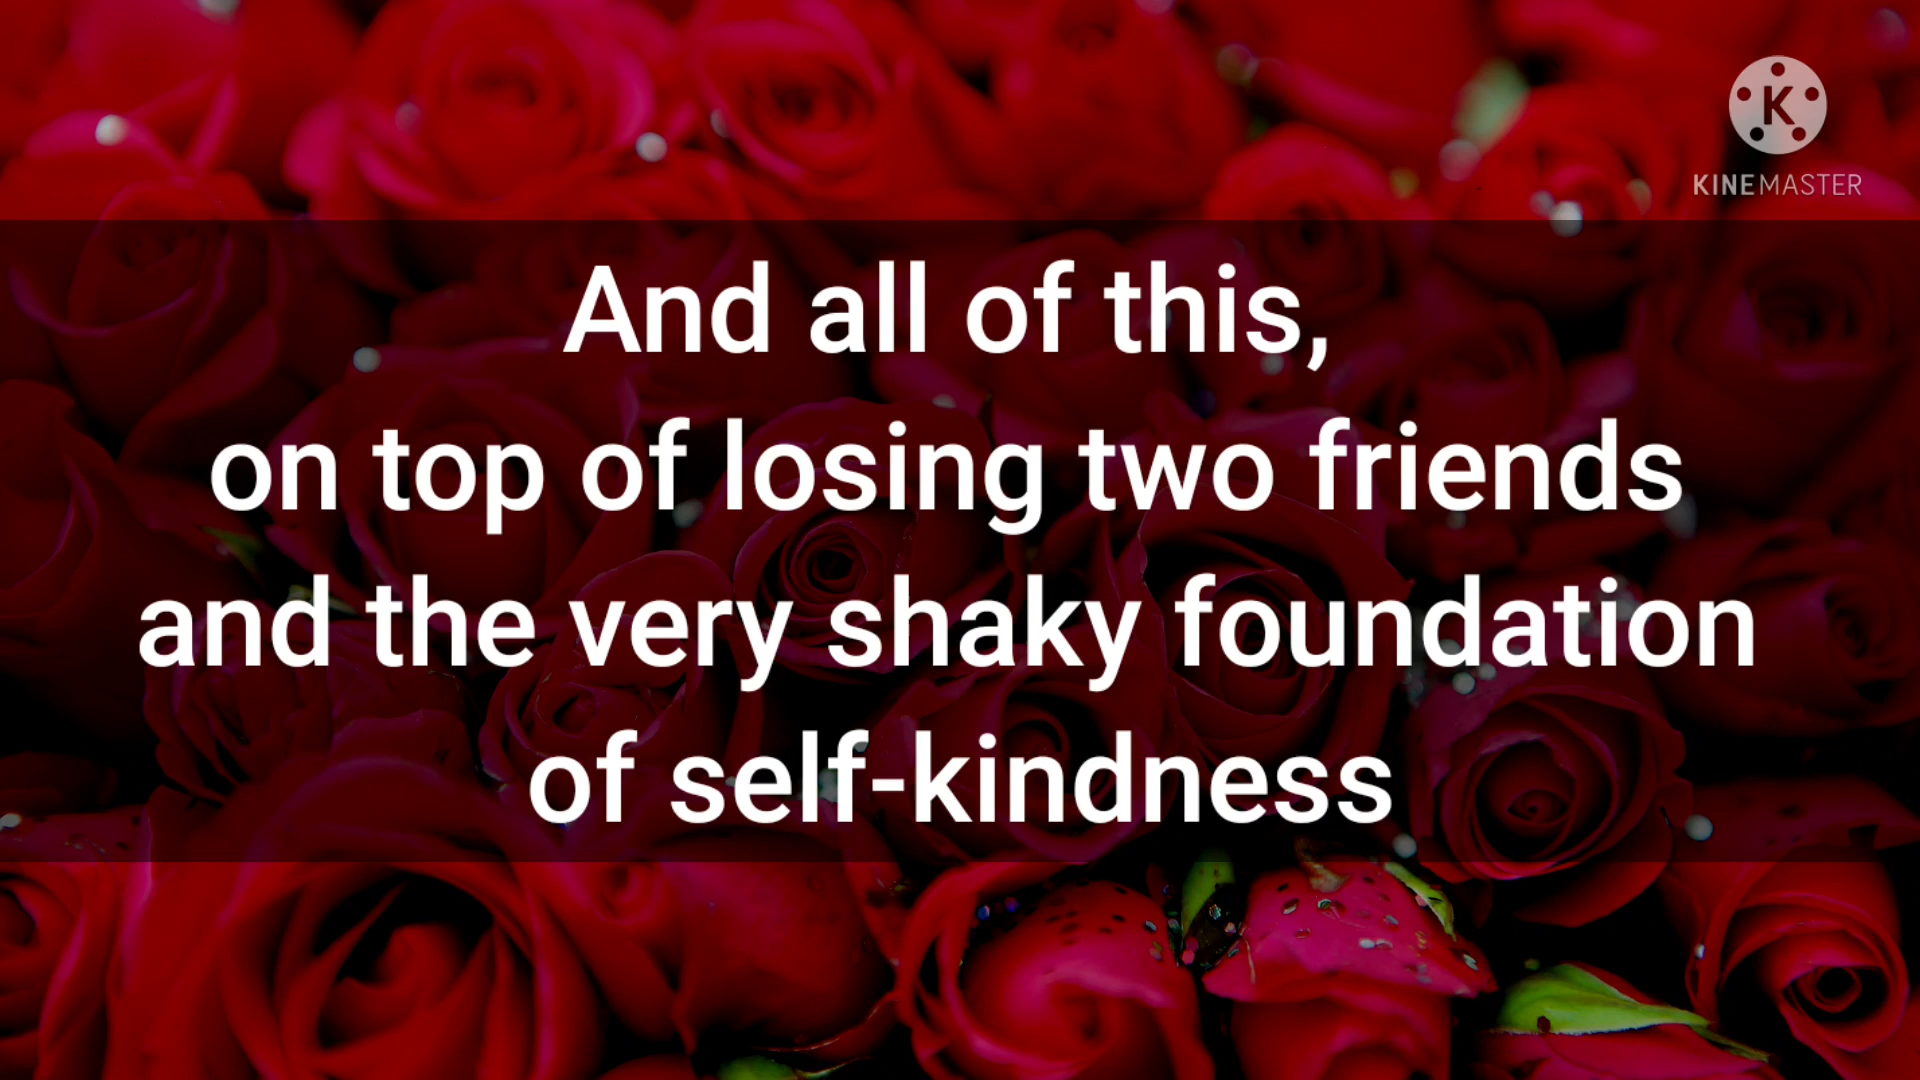 K
KINEMASTER
And all of this,
on top of losing two friends
and the very shaky foundation
of self-kindness